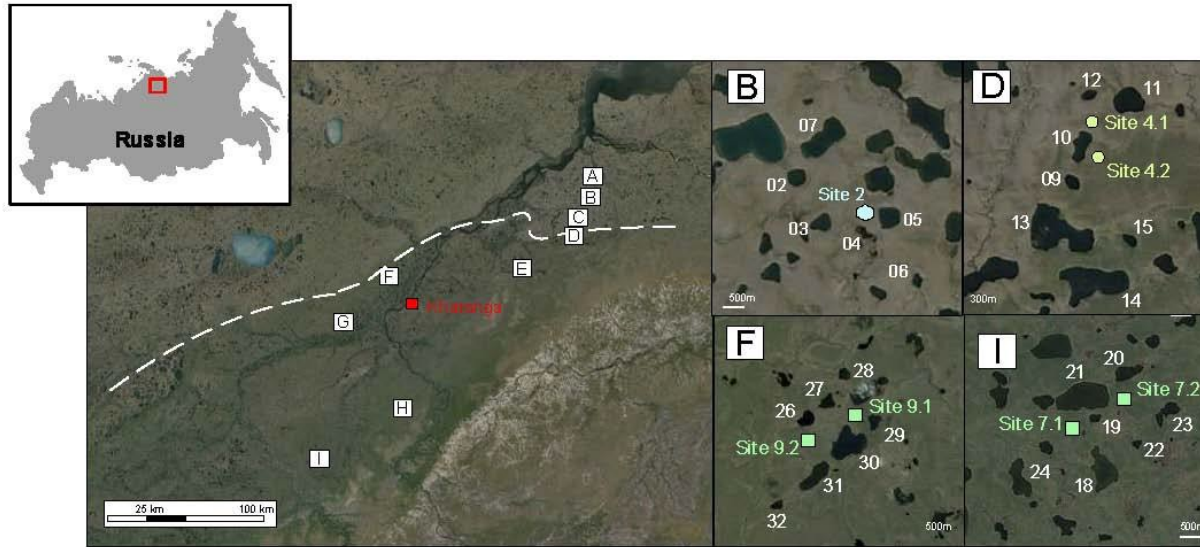 Russia
A
B
C
D
E
F
G
H
I
25 km
100 km
B
07
02
Site 2
03
05
04
06
500m
D
12
11
Site 4.1
10
Site 4.2
09
13
15
14
300m
F
28
27
26
Site 9.1
29
Site 9.2
30
31
32
500m
I
20
21
Site 7.2
19
23
Site 7.1
22
24
18
500m